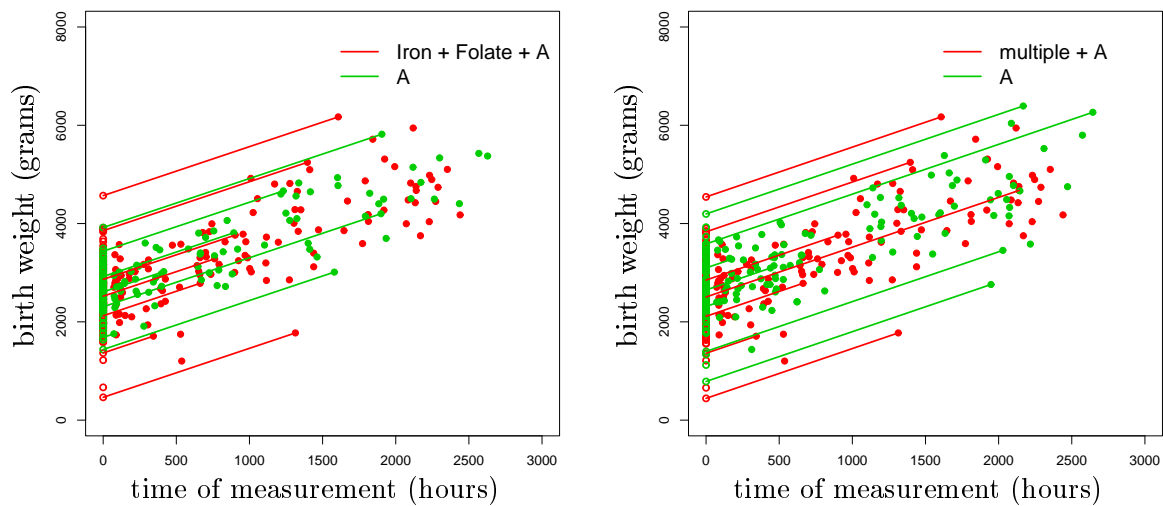 birth weight (grams)
8000
6000
4000
2000
0
Iron + Folate + A
A
0 500 1000 1500 2000 2500 3000
time of measurement (hours)
birth weight (grams)
8000
6000
4000
2000
0
multiple + A
A
0 500 1000 1500 2000 2500 3000
time of measurement (hours)